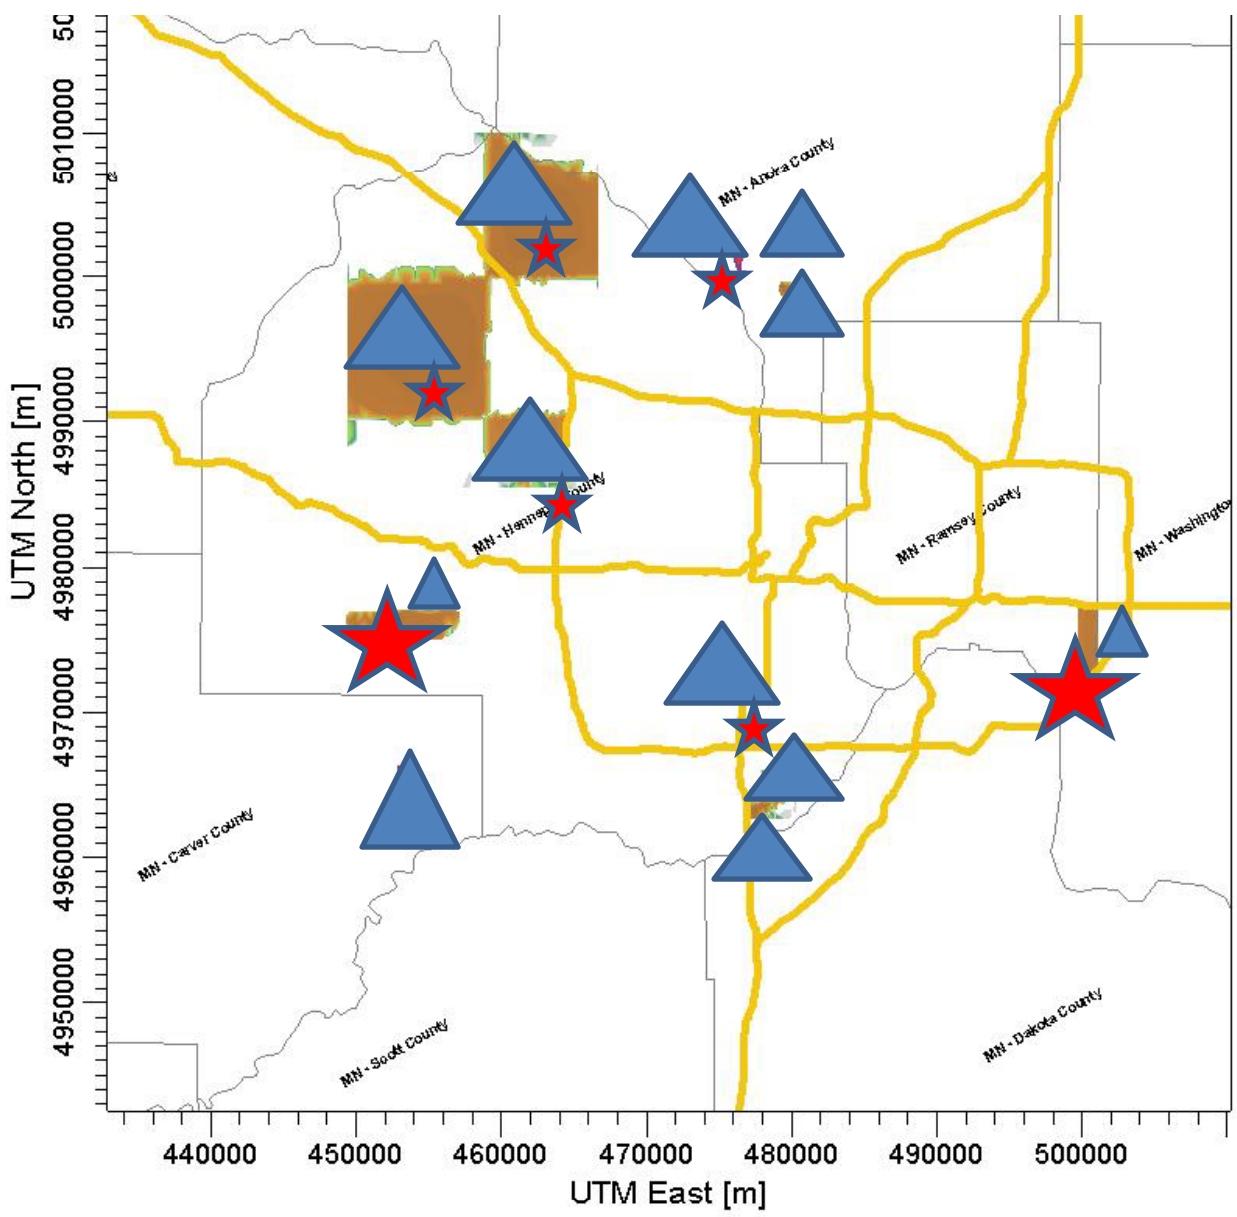 50
5010000
5000000
4990000
4980000
4970000
4960000
4950000
UTM North [m]
MN - Anoka County
MN - Ramsey County
MN - Washington
MN - Carver County
MN - Scott County
MN - Dakota County
440000 450000 460000 470000 480000 490000 500000
UTM East [m]